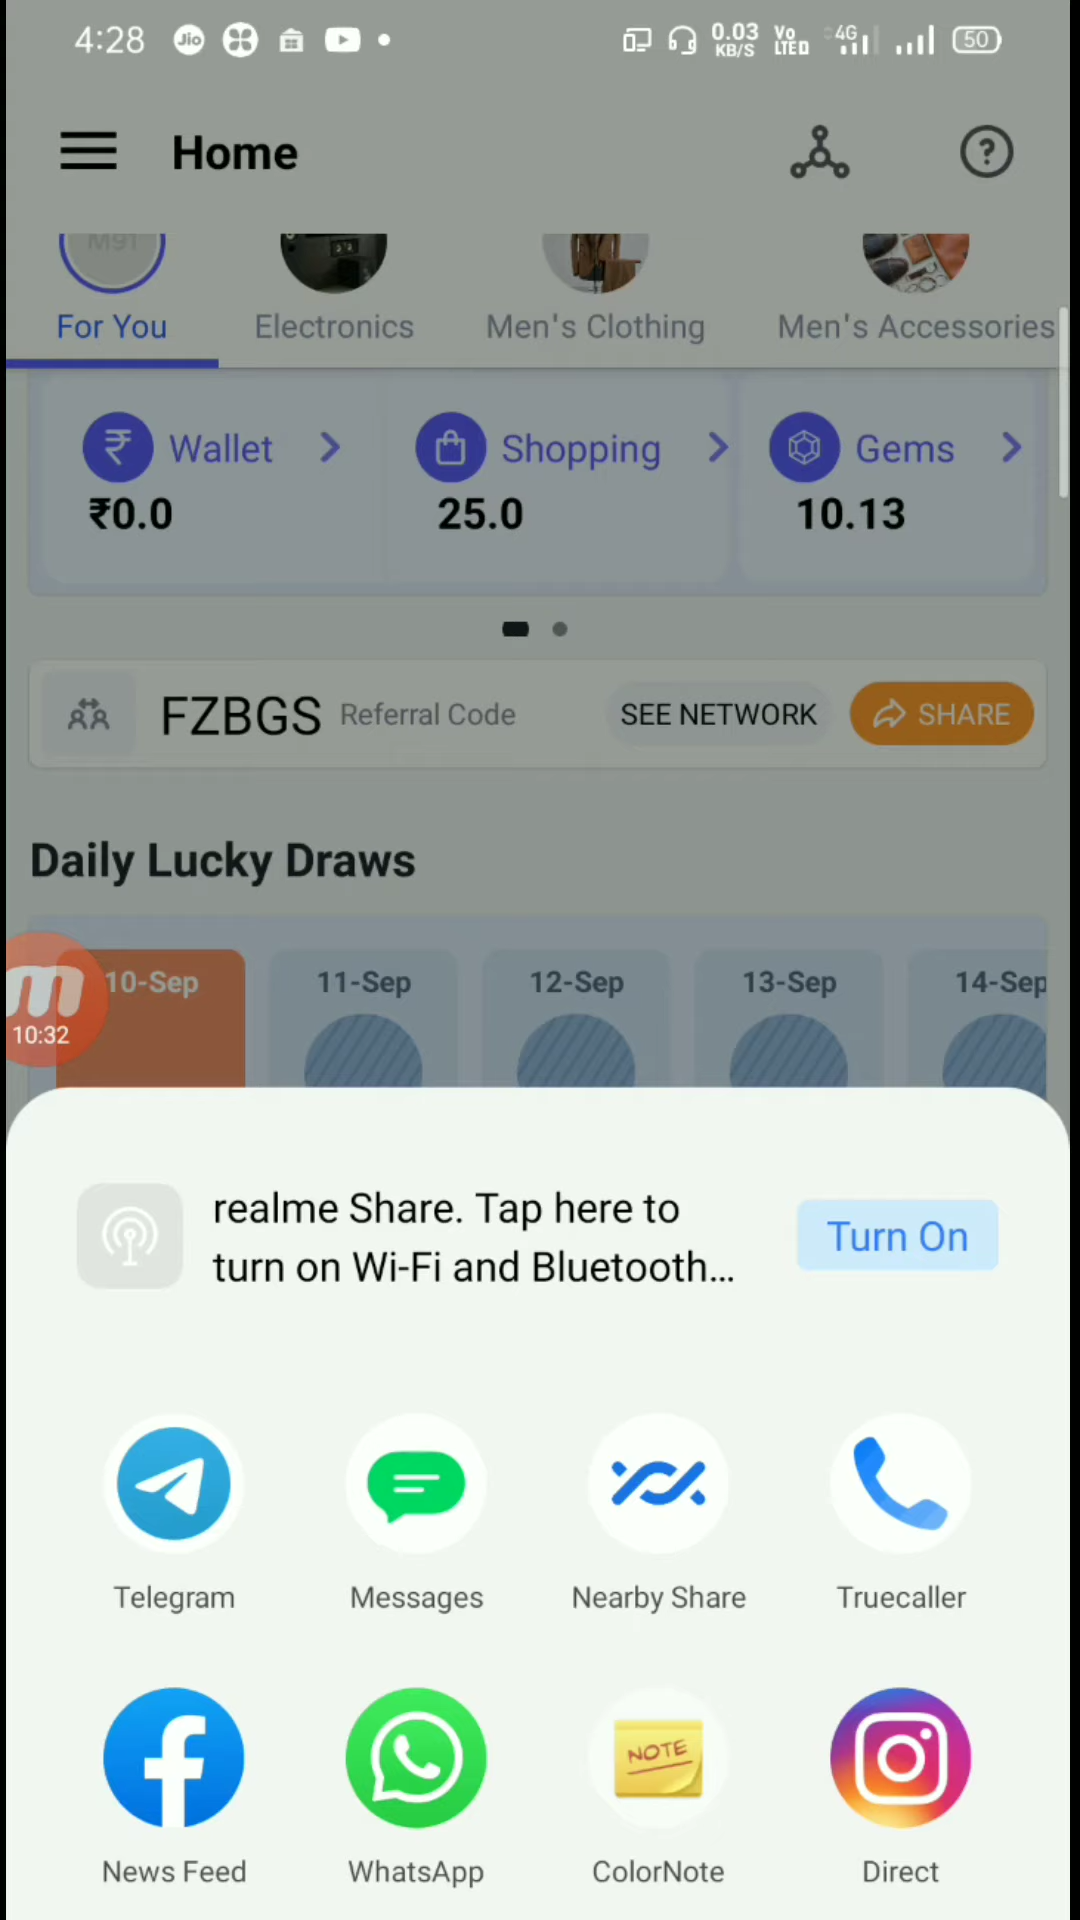 4:28
Jio
0.03
KB/S
Vo
LTE
4G
50
Home
?
M91
For You
Electronics
Men's Clothing
Men's Accessories
₹ Wallet
Shopping
Gems
₹0.0
25.0
10.13
FZBGS Referral Code
SEE NETWORK
SHARE
Daily Lucky Draws
10-Sep
11-Sep
12-Sep
13-Sep
14-Sep
10:32
realme Share. Tap here to
turn on Wi-Fi and Bluetooth...
Turn On
Telegram
Messages
Nearby Share
Truecaller
NOTE
News Feed
WhatsApp
ColorNote
Direct